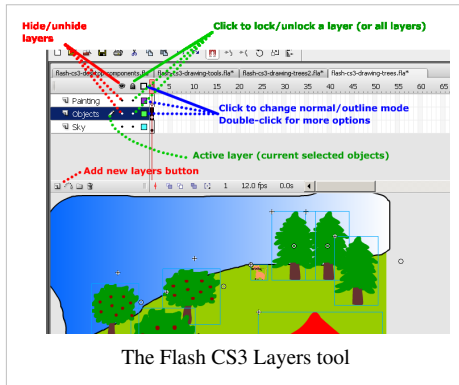 Hide/unhide
layers
Click to lock/unlock a layer (or all layers)
flash-cs3-drawing-tools.fla* flash-cs3-drawing-trees2.fla* flash-cs3-drawing-trees.fla*
5 10 15 20 25 30 35 40 45 50 55 60 65
Painting
Objects
Sky
Click to change normal/outline mode
Double-click for more options
Active layer (current selected objects)
Add new layers button
1 12.0 fps 0.0s
The Flash CS3 Layers tool